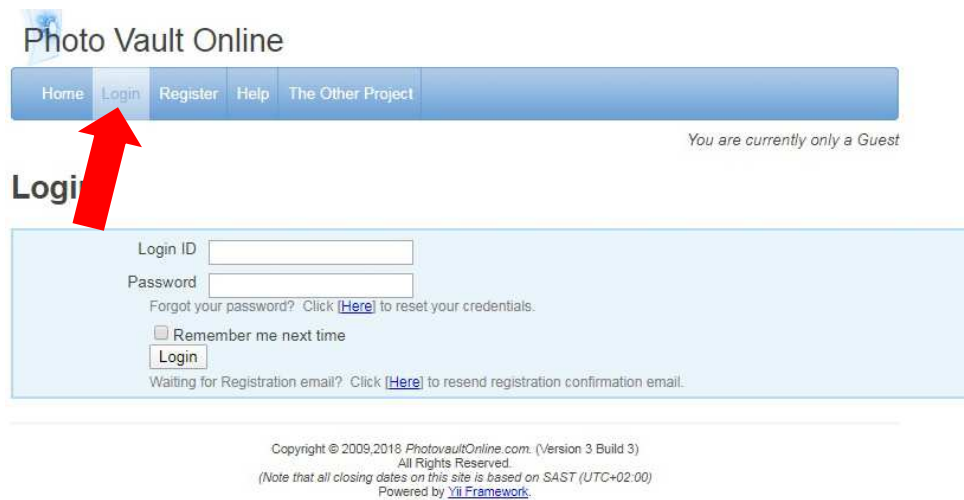 Photo Vault Online
Home Login Register Help The Other Project
You are currently only a Guest
Login
Login ID
Password
Forgot your password? Click [Here] to reset your credentials.
Remember me next time
Login
Waiting for Registration email? Click [Here] to resend registration confirmation email.
Copyright © 2009,2018 PhotovaultOnline.com. (Version 3 Build 3)
All Rights Reserved.
(Note that all closing dates on this site is based on SAST (UTC+02:00)
Powered by Yii Framework.